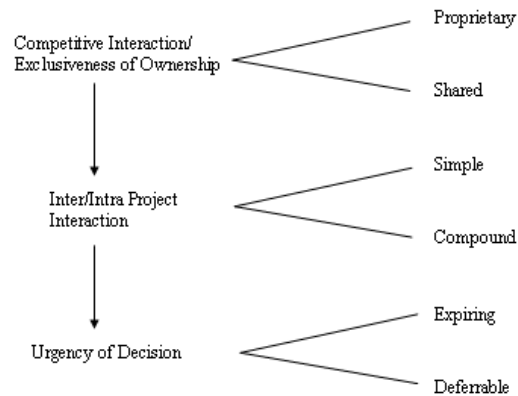 Proprietary
Competitive Interaction/
Exclusiveness of Ownership
Shared
Simple
Inter/Intra Project
Interaction
Compound
Expiring
Urgency of Decision
Deferrable